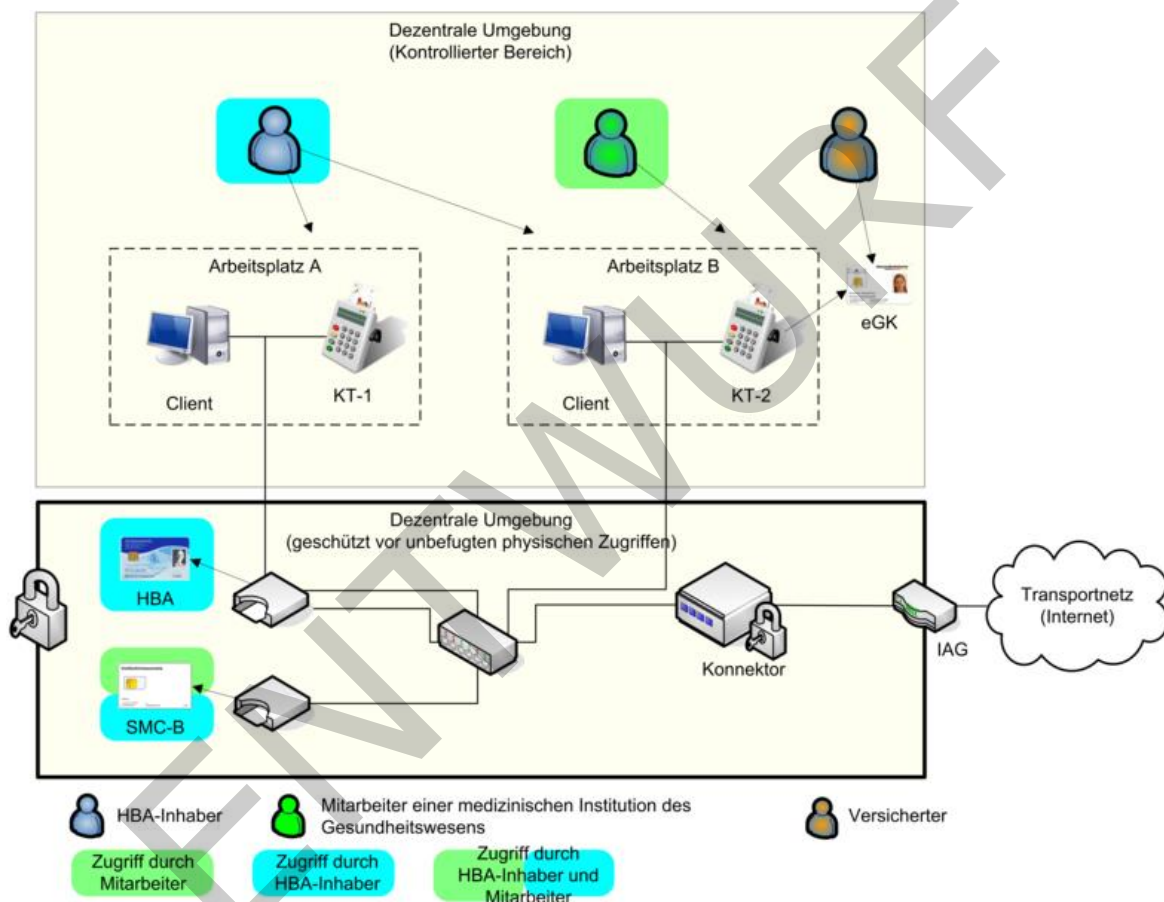 Dezentrale Umgebung
(Kontrollierter Bereich)
Arbeitsplatz A
Client
KT-1
Arbeitsplatz B
Client
KT-2
eGK
Dezentrale Umgebung
(geschützt vor unbefugten physischen Zugriffen)
HBA
SMC-B
Konnektor
IAG
Transportnetz
(Internet)
HBA-Inhaber
Mitarbeiter einer medizinischen Institution des
Gesundheitswesens
Versicherter
Zugriff durch
Mitarbeiter
Zugriff durch
HBA-Inhaber
Zugriff durch
HBA-Inhaber und
Mitarbeiter
ENTWURF